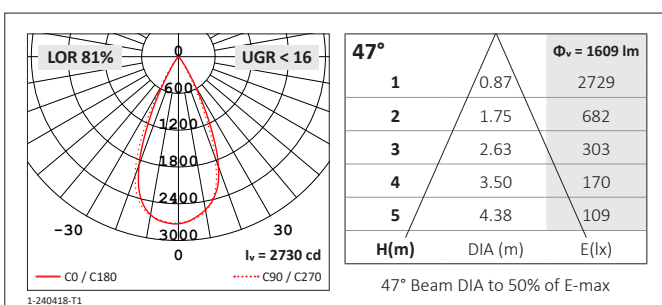 LOR 81%
0
UGR < 16
600
1200
1800
2400
3000
-30
30
0
Iᵥ = 2730 cd
C0 / C180
C90 / C270
1-240418-T1
47°
Φᵥ = 1609 lm
1 0.87 2729
2 1.75 682
3 2.63 303
4 3.50 170
5 4.38 109
H(m) DIA (m) E(lx)
47° Beam DIA to 50% of E-max